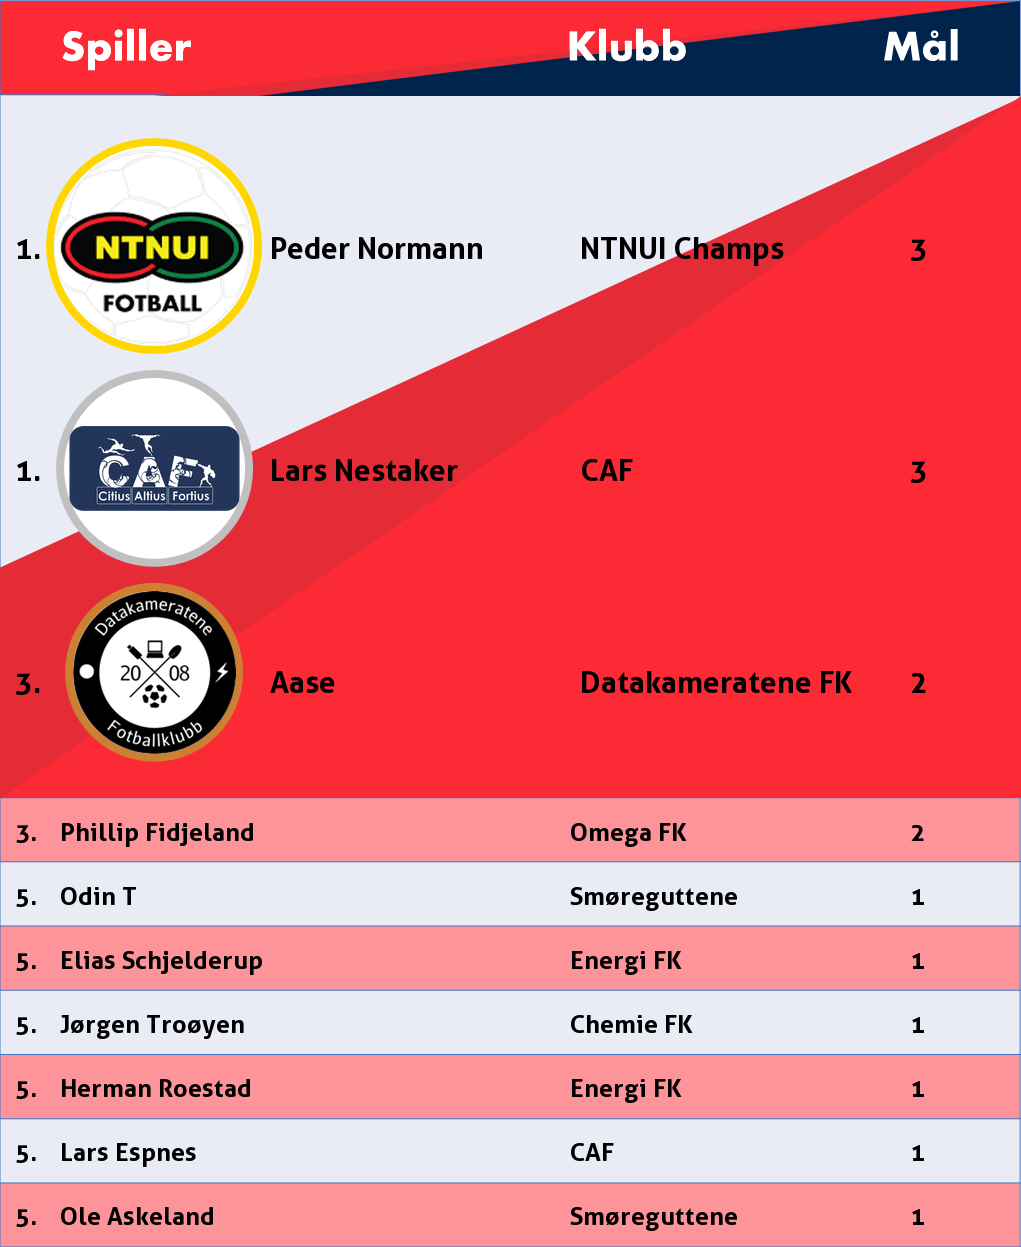 Spiller Klubb Mål
NTNUI
FOTBALL
1. Peder Normann NTNUI Champs 3
CAF
Citius Altius Fortius
1. Lars Nestaker CAF 3
Datakameratene
20 08
Fotballklubb
3. Aase Datakameratene FK 2
3. Phillip Fidjeland Omega FK 2
5. Odin T Smøreguttene 1
5. Elias Schjelderup Energi FK 1
5. Jørgen Troøyen Chemie FK 1
5. Herman Roestad Energi FK 1
5. Lars Espnes CAF 1
5. Ole Askeland Smøreguttene 1